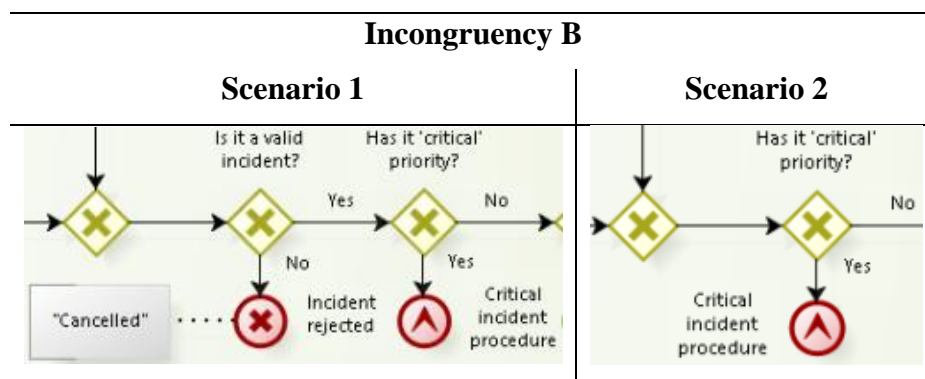 Incongruency B
Scenario 1
Scenario 2
Is it a valid
incident?
Has it 'critical'
priority?
Yes
No
No
Yes
"Cancelled"
Incident
rejected
Critical
incident
procedure
Has it 'critical'
priority?
No
Yes
Critical
incident
procedure